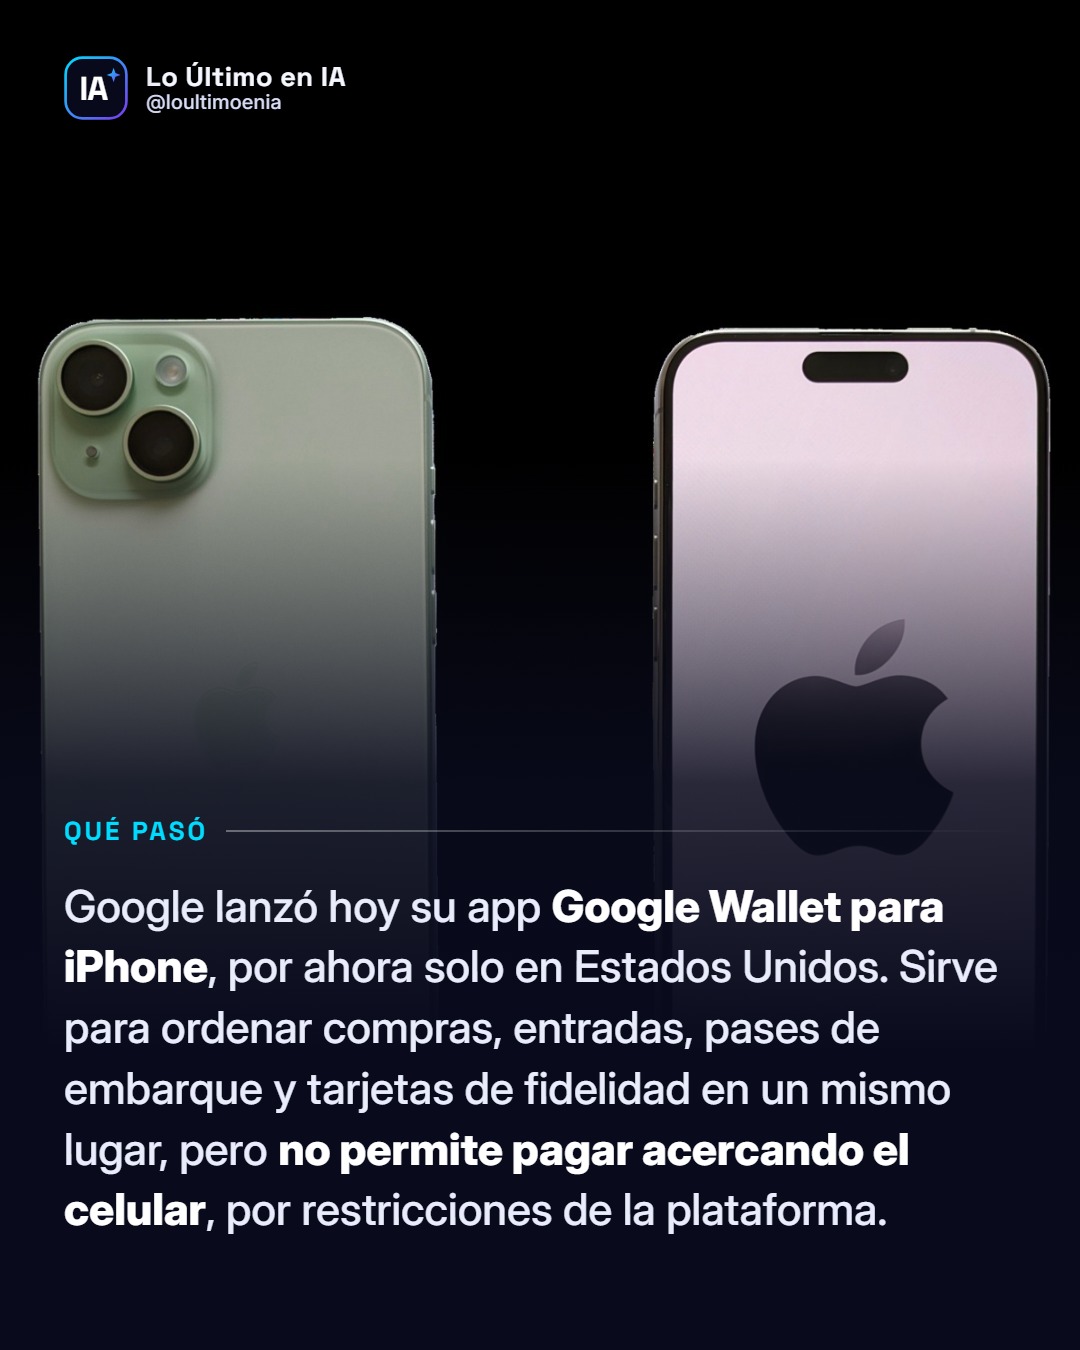 IA
Lo Último en IA
@loultimoenia
QUÉ PASÓ
Google lanzó hoy su app Google Wallet para
iPhone, por ahora solo en Estados Unidos. Sirve
para ordenar compras, entradas, pases de
embarque y tarjetas de fidelidad en un mismo
lugar, pero no permite pagar acercando el
celular, por restricciones de la plataforma.